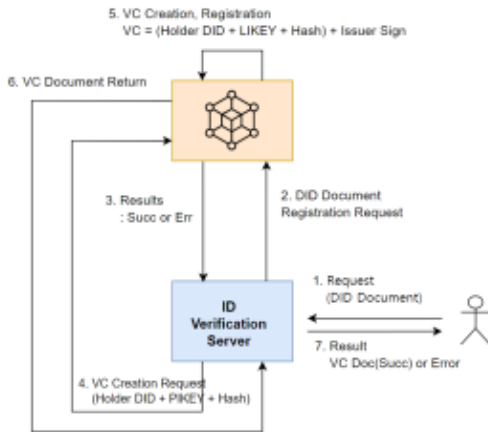 5. VC Creation, Registration
VC = (Holder DID + LIKEY + Hash) + Issuer Sign
6. VC Document Return
3. Results
: Succ or Err
2. DID Document
Registration Request
1. Request
(DID Document)
ID
Verification
Server
7. Result
VC Doc(Succ) or Error
4. VC Creation Request
(Holder DID + PIKEY + Hash)